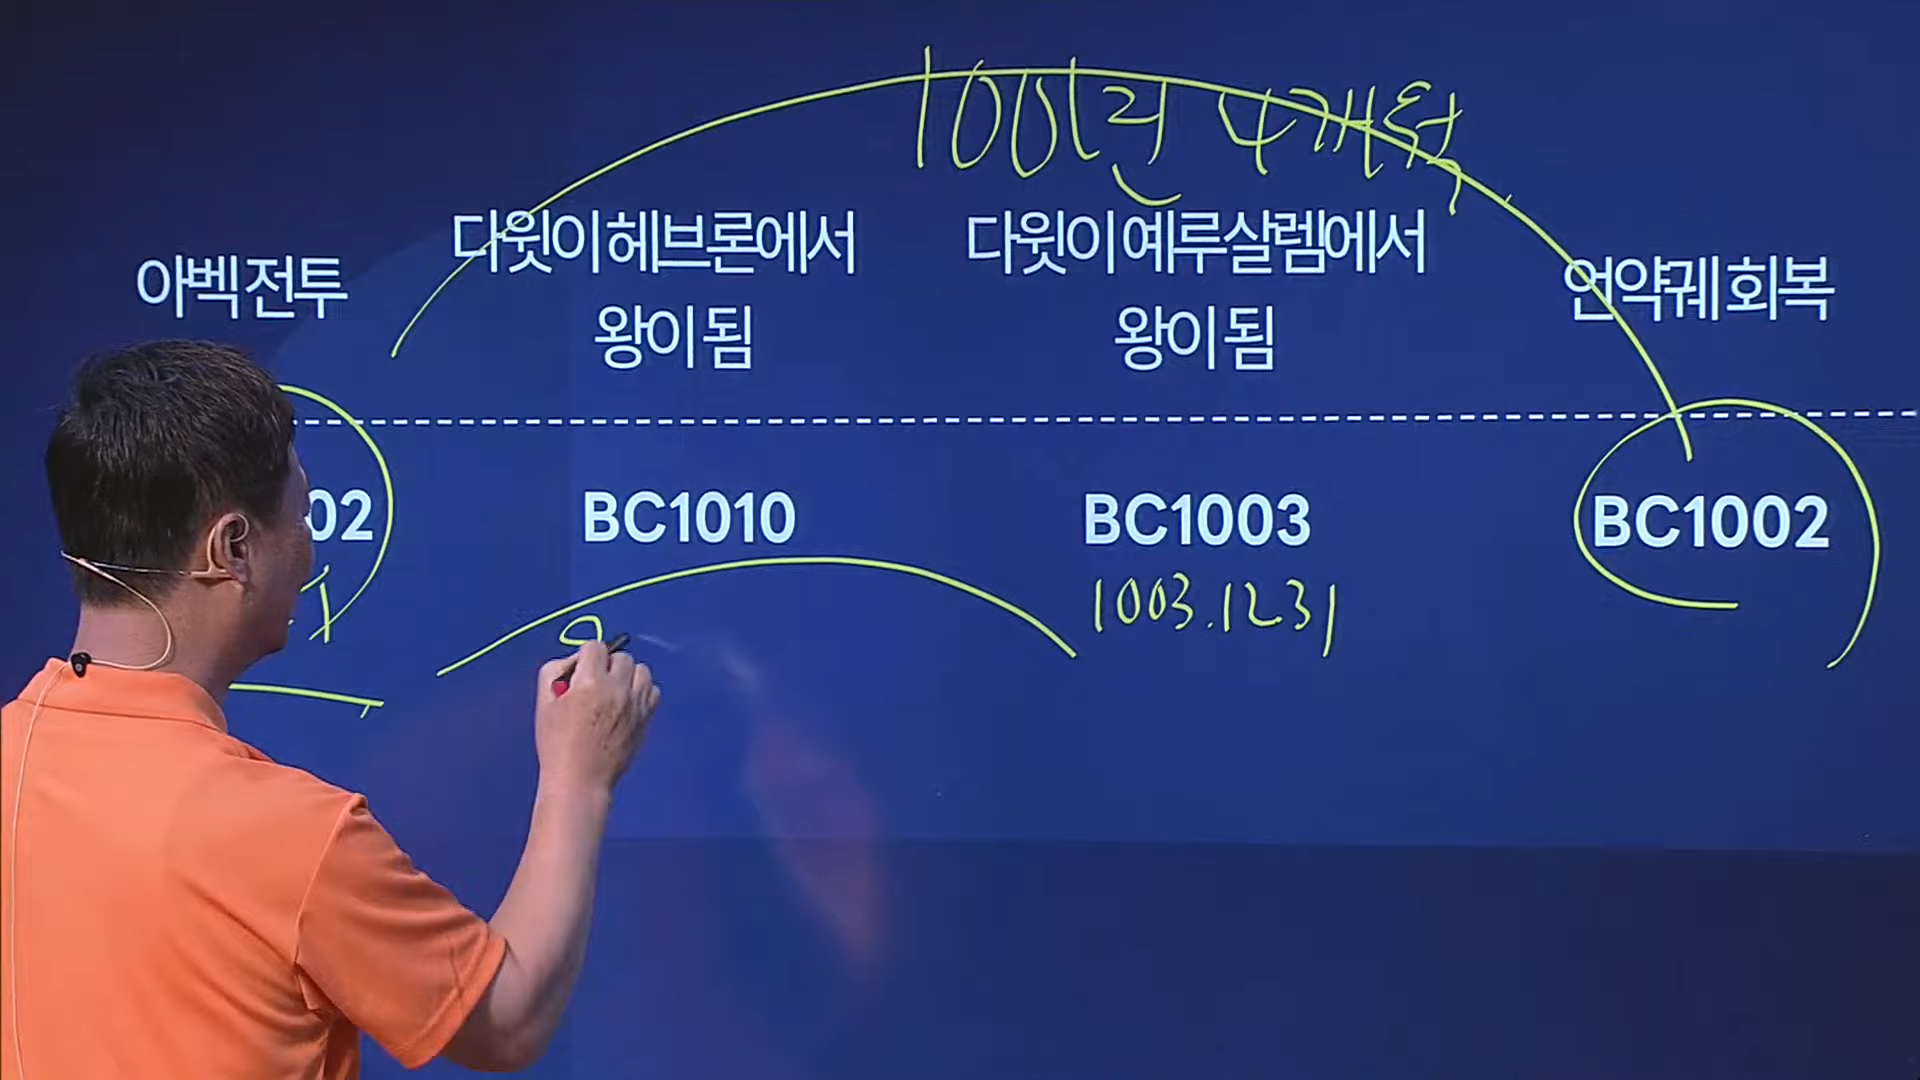 100년 4개월
아벡 전투
다윗이 헤브론에서
왕이 됨
다윗이 예루살렘에서
왕이 됨
언약궤 회복
02
BC1010
BC1003
BC1002
1003.12.31